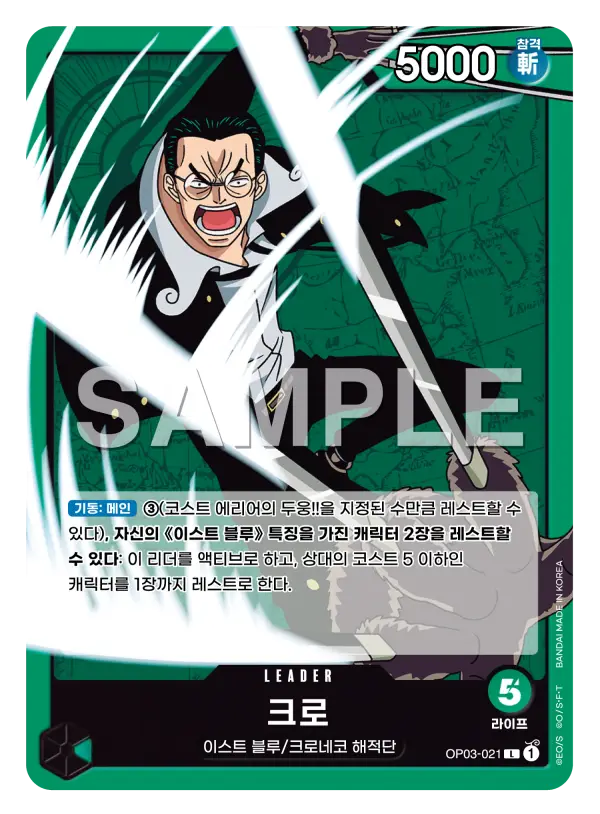 5000
참격
斬
SAMPLE
기동: 메인 ③(코스트 에리어의 두웅!!을 지정된 수만큼 레스트할 수
있다), 자신의 《이스트 블루》 특징을 가진 캐릭터 2장을 레스트할
수 있다: 이 리더를 액티브로 하고, 상대의 코스트 5 이하인
캐릭터를 1장까지 레스트로 한다.
BANDAI MADE IN KOREA
©EO/S ©O./S·F·T
LEADER
크로
5
라이프
이스트 블루/크로네코 해적단
OP03-021 L 1